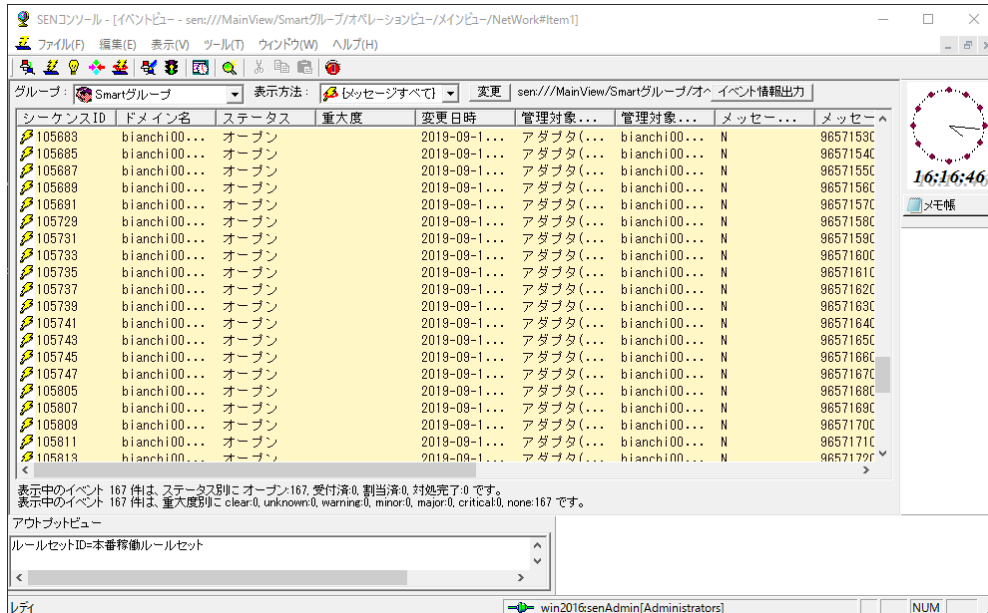 SENコンソール - [イベントビュー - sen:///MainView/Smartグループ/オペレーションビュー/メインビュー/NetWork#Item1]
ファイル(F) 編集(E) 表示(V) ツール(T) ウィンドウ(W) ヘルプ(H)
グループ: Smartグループ 表示方法: {メッセージすべて} 変更 sen:///MainView/Smartグループ/オペ イベント情報出力
シーケンスID ドメイン名 ステータス 重大度 変更日時 管理対象... 管理対象... メッセー... メッセー
105683 bianchi00... オープン 2019-09-1... アダプタ(... bianchi00... N 96571530
105685 bianchi00... オープン 2019-09-1... アダプタ(... bianchi00... N 96571540
105687 bianchi00... オープン 2019-09-1... アダプタ(... bianchi00... N 96571550
105689 bianchi00... オープン 2019-09-1... アダプタ(... bianchi00... N 96571560
105691 bianchi00... オープン 2019-09-1... アダプタ(... bianchi00... N 96571570
105729 bianchi00... オープン 2019-09-1... アダプタ(... bianchi00... N 96571580
105731 bianchi00... オープン 2019-09-1... アダプタ(... bianchi00... N 96571590
105733 bianchi00... オープン 2019-09-1... アダプタ(... bianchi00... N 96571600
105735 bianchi00... オープン 2019-09-1... アダプタ(... bianchi00... N 96571610
105737 bianchi00... オープン 2019-09-1... アダプタ(... bianchi00... N 96571620
105739 bianchi00... オープン 2019-09-1... アダプタ(... bianchi00... N 96571630
105741 bianchi00... オープン 2019-09-1... アダプタ(... bianchi00... N 96571640
105743 bianchi00... オープン 2019-09-1... アダプタ(... bianchi00... N 96571650
105745 bianchi00... オープン 2019-09-1... アダプタ(... bianchi00... N 96571660
105747 bianchi00... オープン 2019-09-1... アダプタ(... bianchi00... N 96571670
105805 bianchi00... オープン 2019-09-1... アダプタ(... bianchi00... N 96571680
105807 bianchi00... オープン 2019-09-1... アダプタ(... bianchi00... N 96571690
105809 bianchi00... オープン 2019-09-1... アダプタ(... bianchi00... N 96571700
105811 bianchi00... オープン 2019-09-1... アダプタ(... bianchi00... N 96571710
105813 bianchi00... オープン 2019-09-1... アダプタ(... bianchi00... N 96571720
表示中のイベント 167 件は、ステータス別に オープン:167, 受付済:0, 割当済:0, 対処完了:0 です。
表示中のイベント 167 件は、重大度別に clear:0, unknown:0, warning:0, minor:0, major:0, critical:0, none:167 です。
16:16:46
メモ帳
アウトプットビュー
ルールセットID=本番稼働ルールセット
レディ win2016:senAdmin[Administrators] NUM